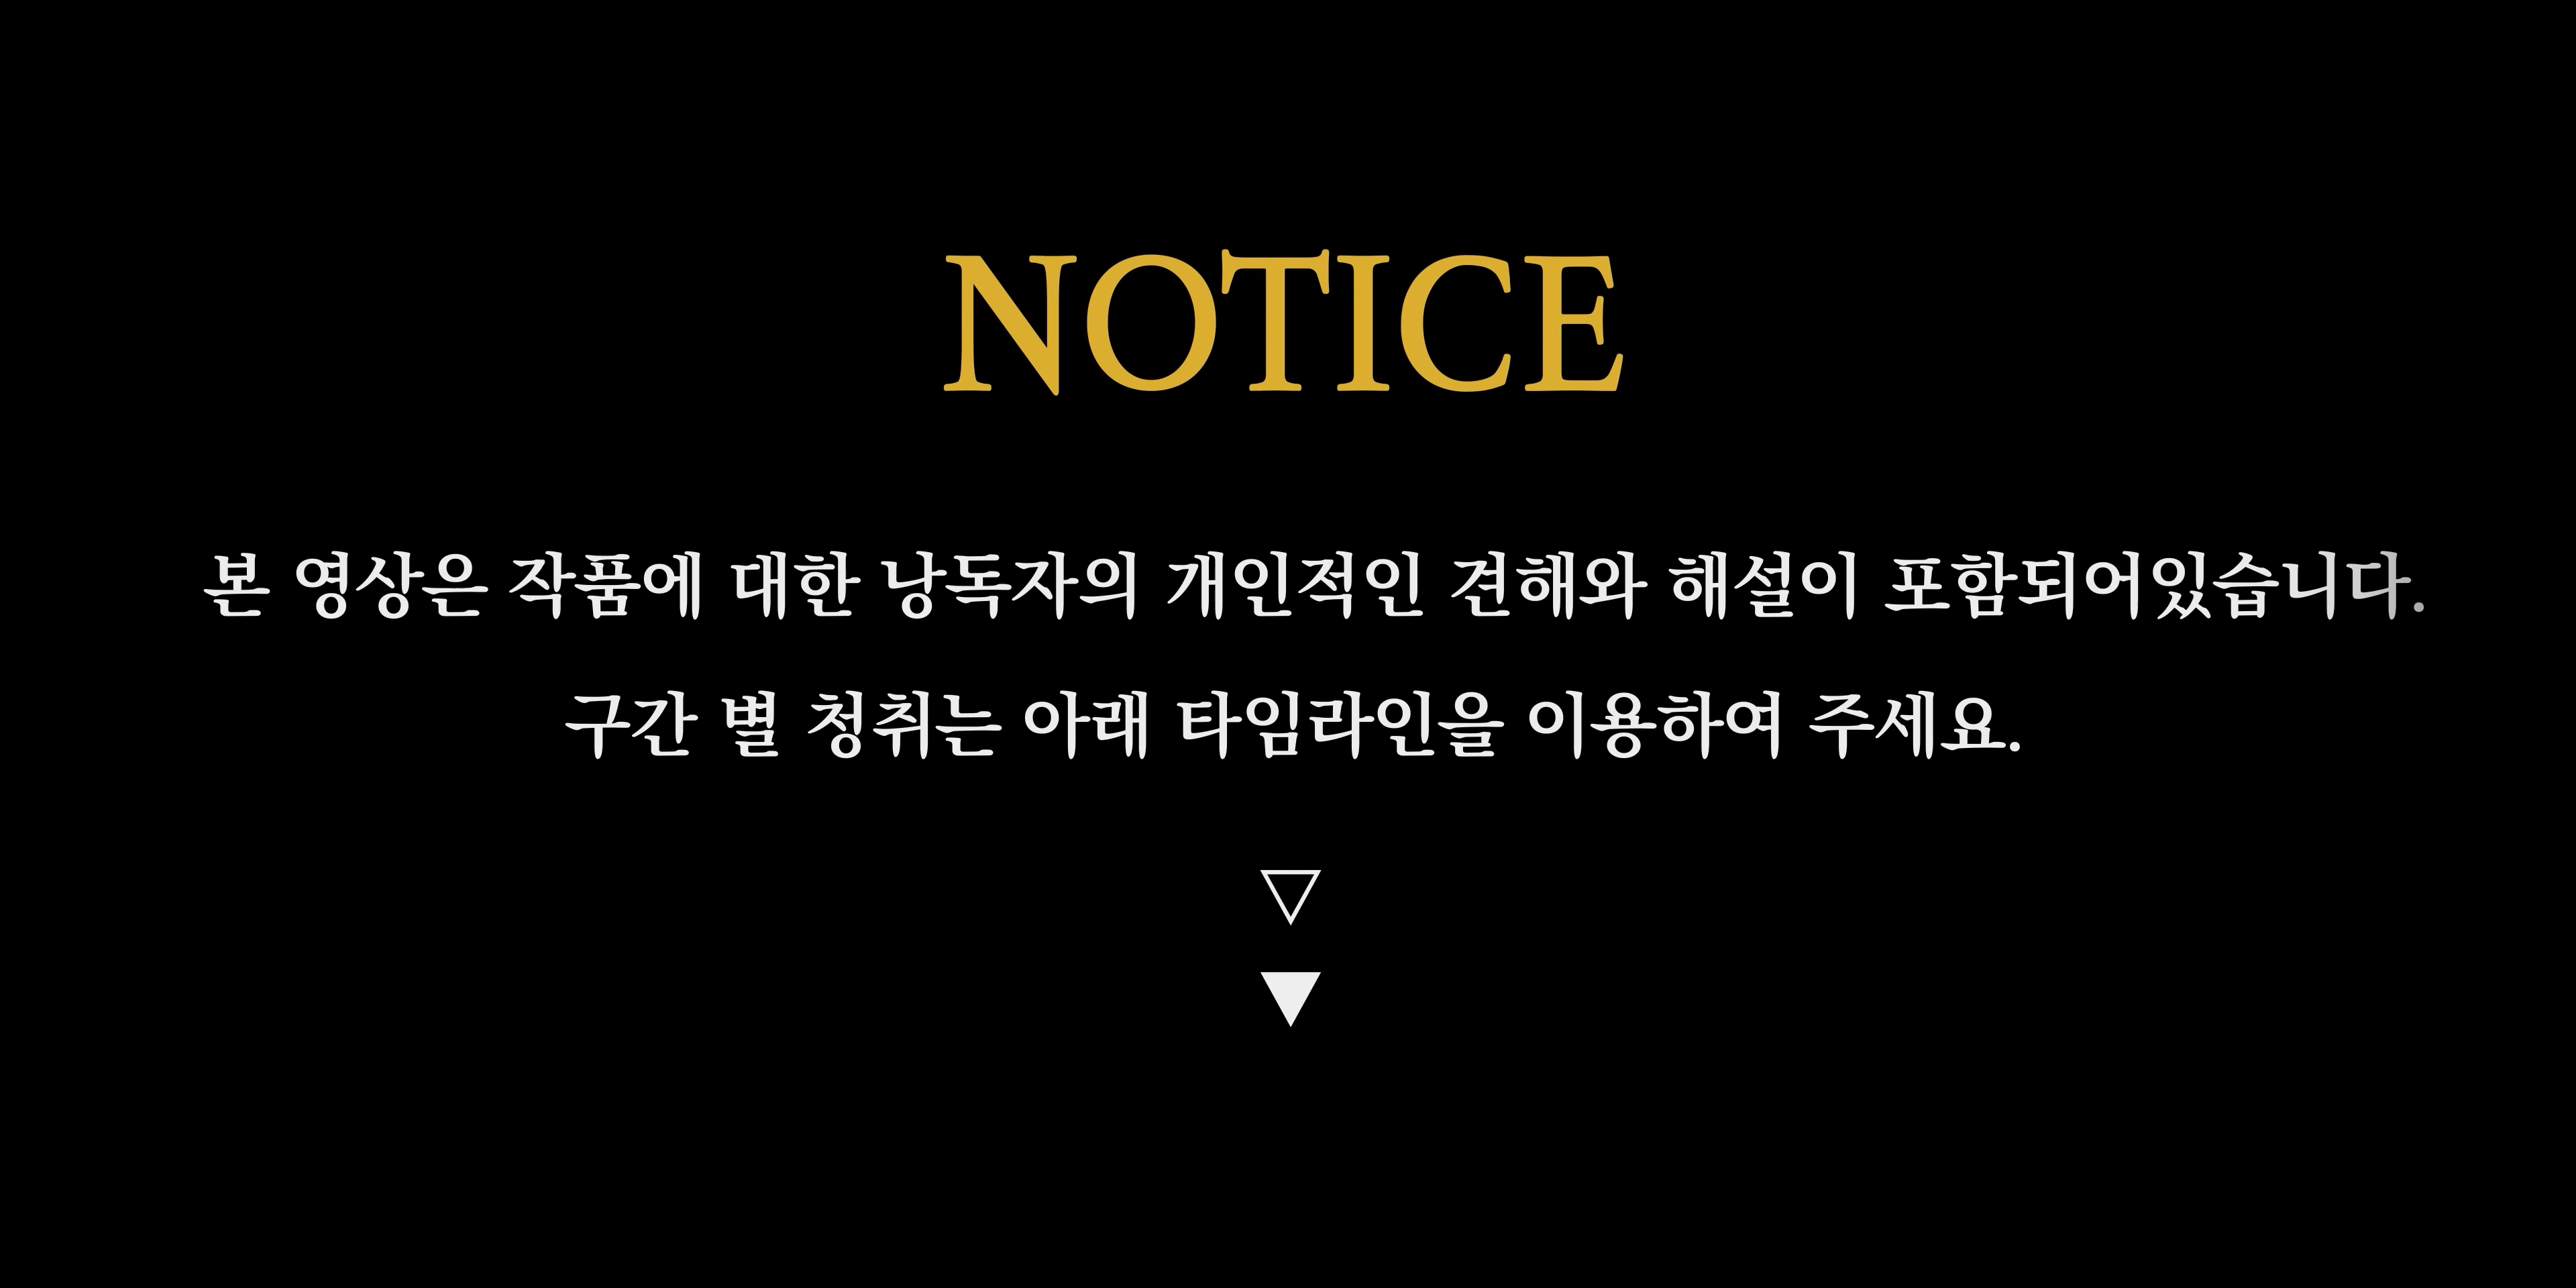 NOTICE
본 영상은 작품에 대한 낭독자의 개인적인 견해와 해설이 포함되어있습니다.
구간 별 청취는 아래 타임라인을 이용하여 주세요.